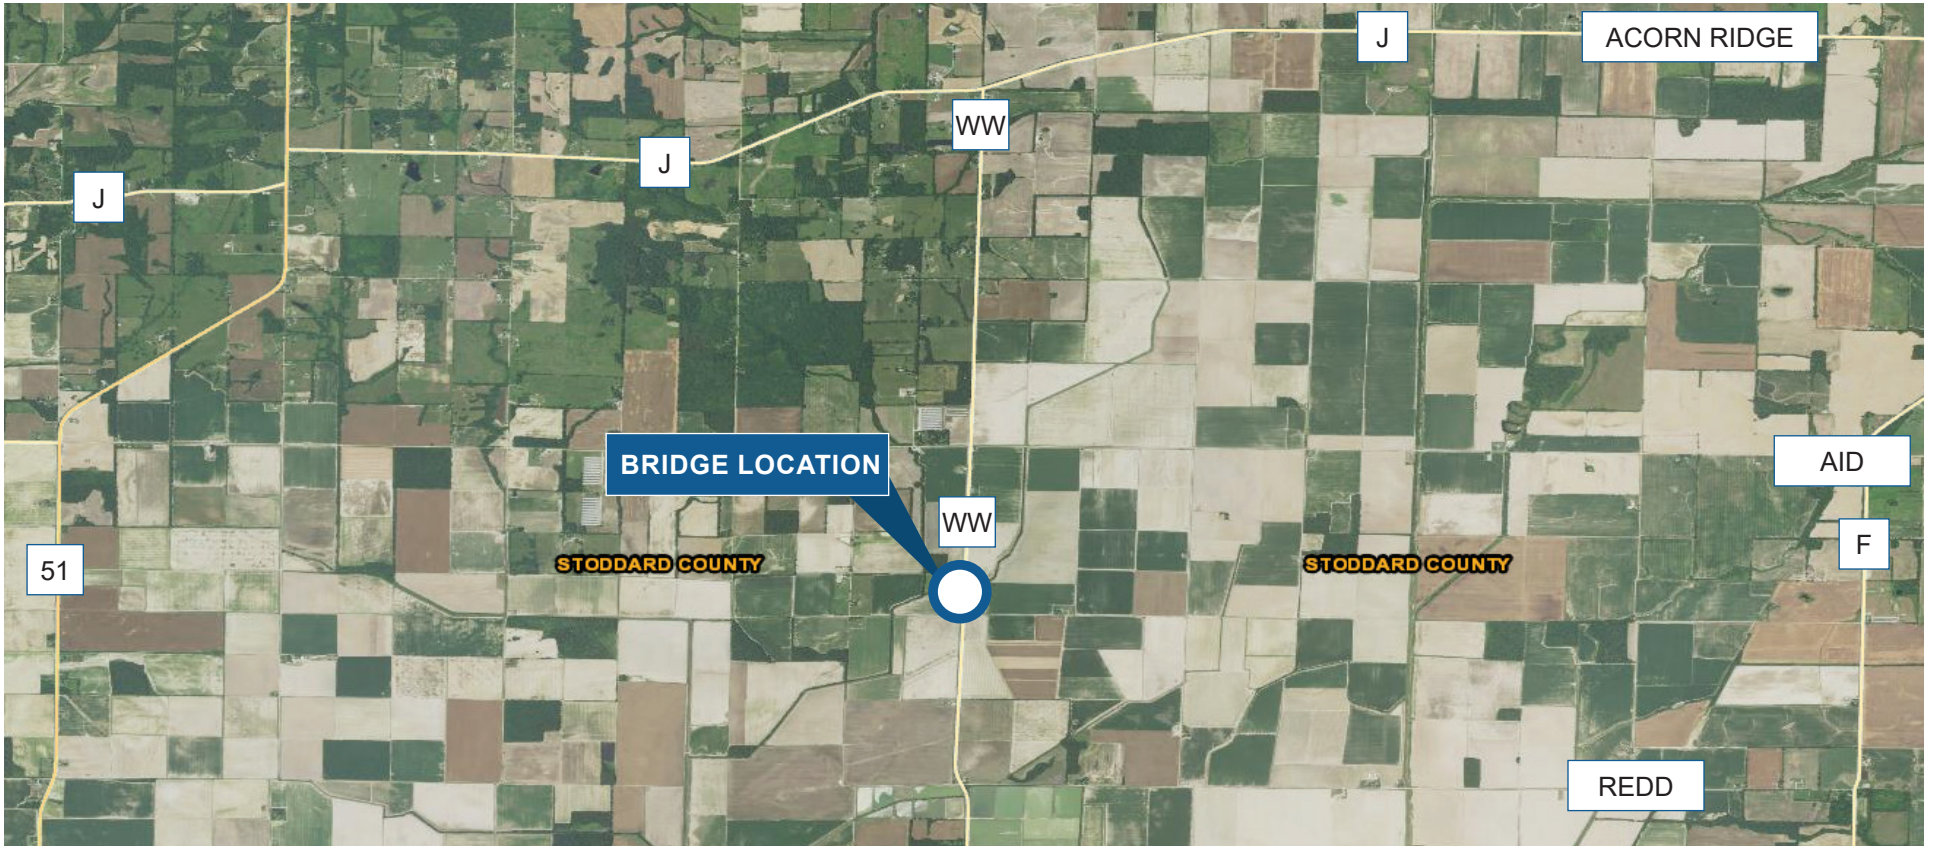 J
ACORN RIDGE
WW
J
J
BRIDGE LOCATION
AID
WW
F
51
STODDARD COUNTY
STODDARD COUNTY
REDD